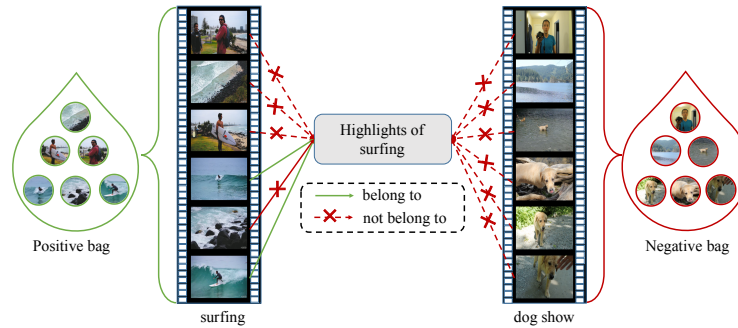 Highlights of
surfing
belong to
not belong to
Positive bag
Negative bag
surfing
dog show